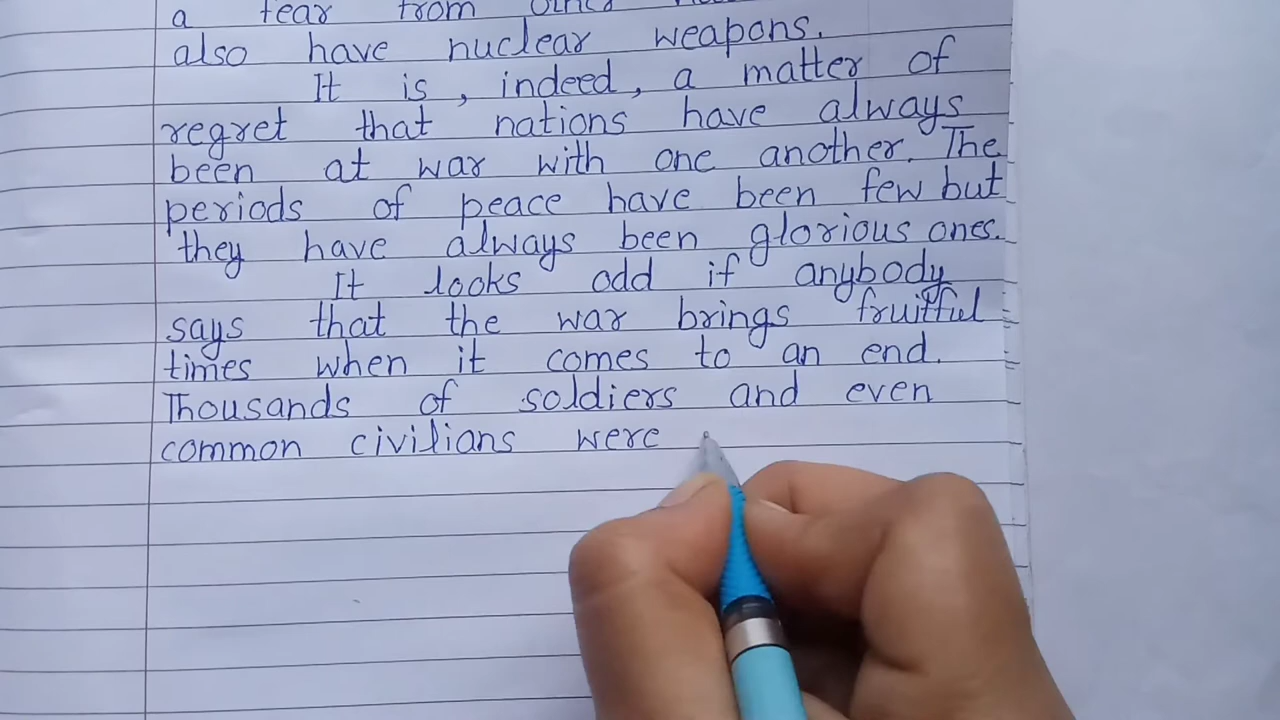 a fear from other
also have nuclear weapons.
It is, indeed, a matter of
regret that nations have always
been at war with one another. The
periods of peace have been few but
they have always been glorious ones.
It looks odd if anybody
says that the war brings fruitful
times when it comes to an end.
Thousands of soldiers and even
common civilians were